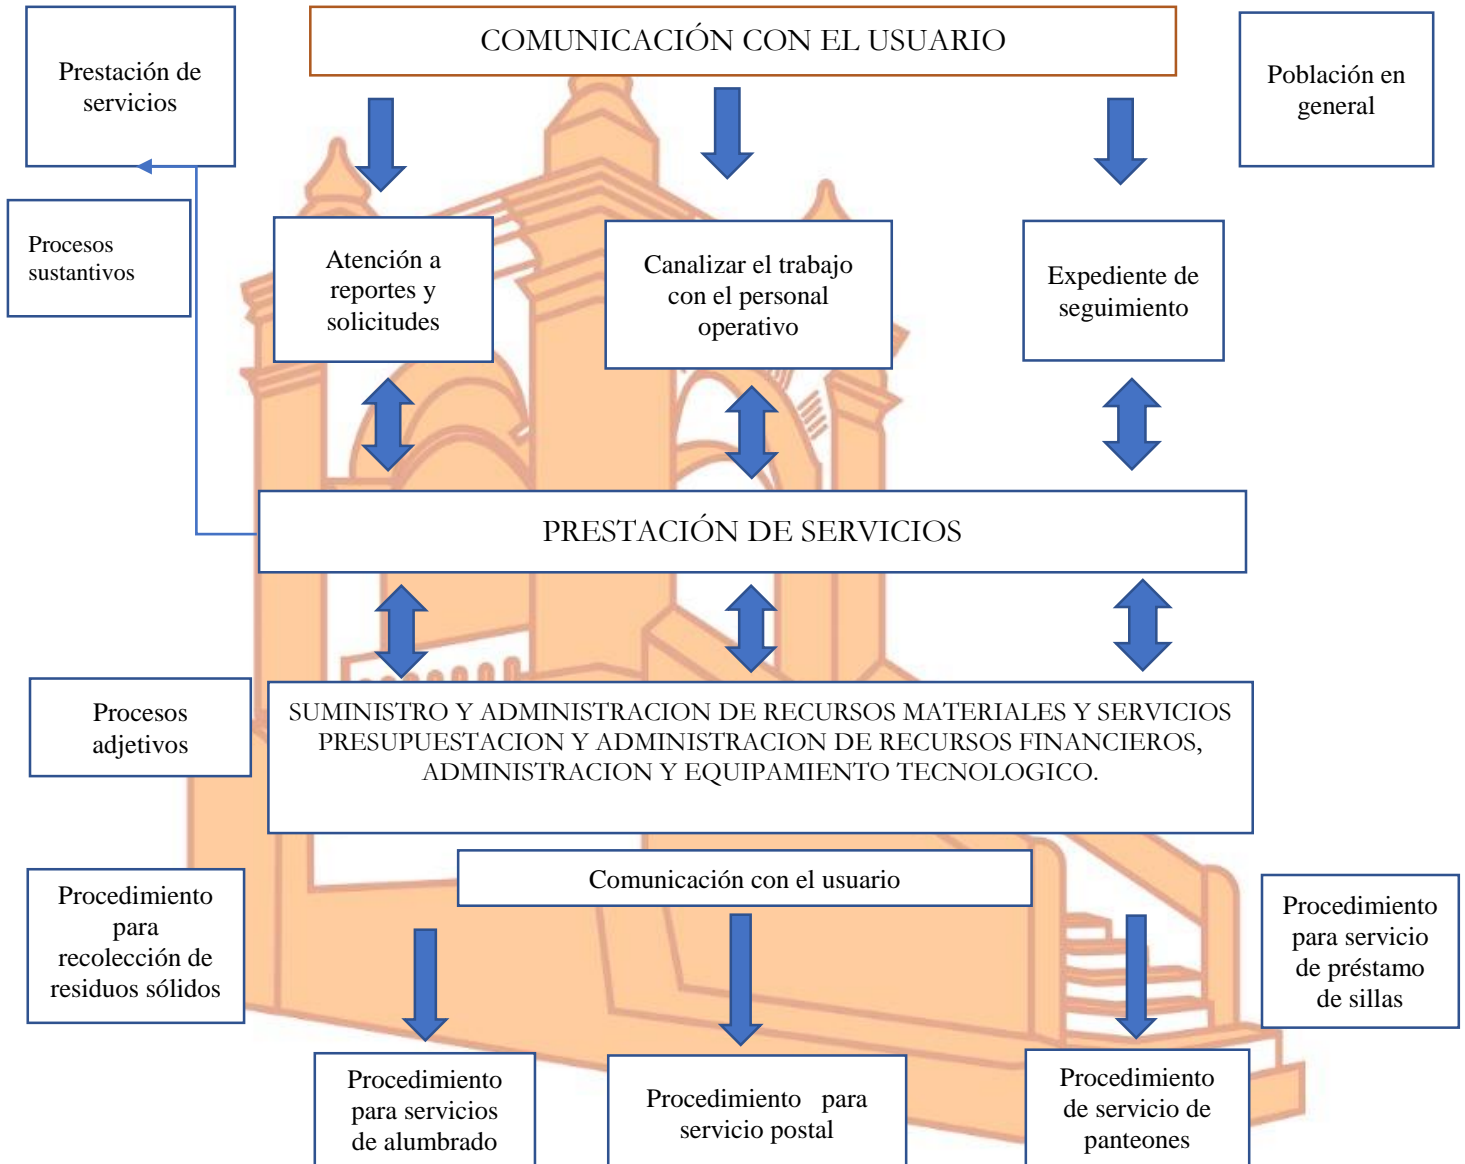 COMUNICACIÓN CON EL USUARIO
Prestación de
servicios
Población en
general
Procesos
sustantivos
Atención a
reportes y
solicitudes
Canalizar el trabajo
con el personal
operativo
Expediente de
seguimiento
PRESTACIÓN DE SERVICIOS
Procesos
adjetivos
SUMINISTRO Y ADMINISTRACION DE RECURSOS MATERIALES Y SERVICIOS
PRESUPUESTACION Y ADMINISTRACION DE RECURSOS FINANCIEROS,
ADMINISTRACION Y EQUIPAMIENTO TECNOLOGICO.
Comunicación con el usuario
Procedimiento
para
recolección de
residuos sólidos
Procedimiento
para servicio
de préstamo
de sillas
Procedimiento
para servicios
de alumbrado
Procedimiento para
servicio postal
Procedimiento
de servicio de
panteones